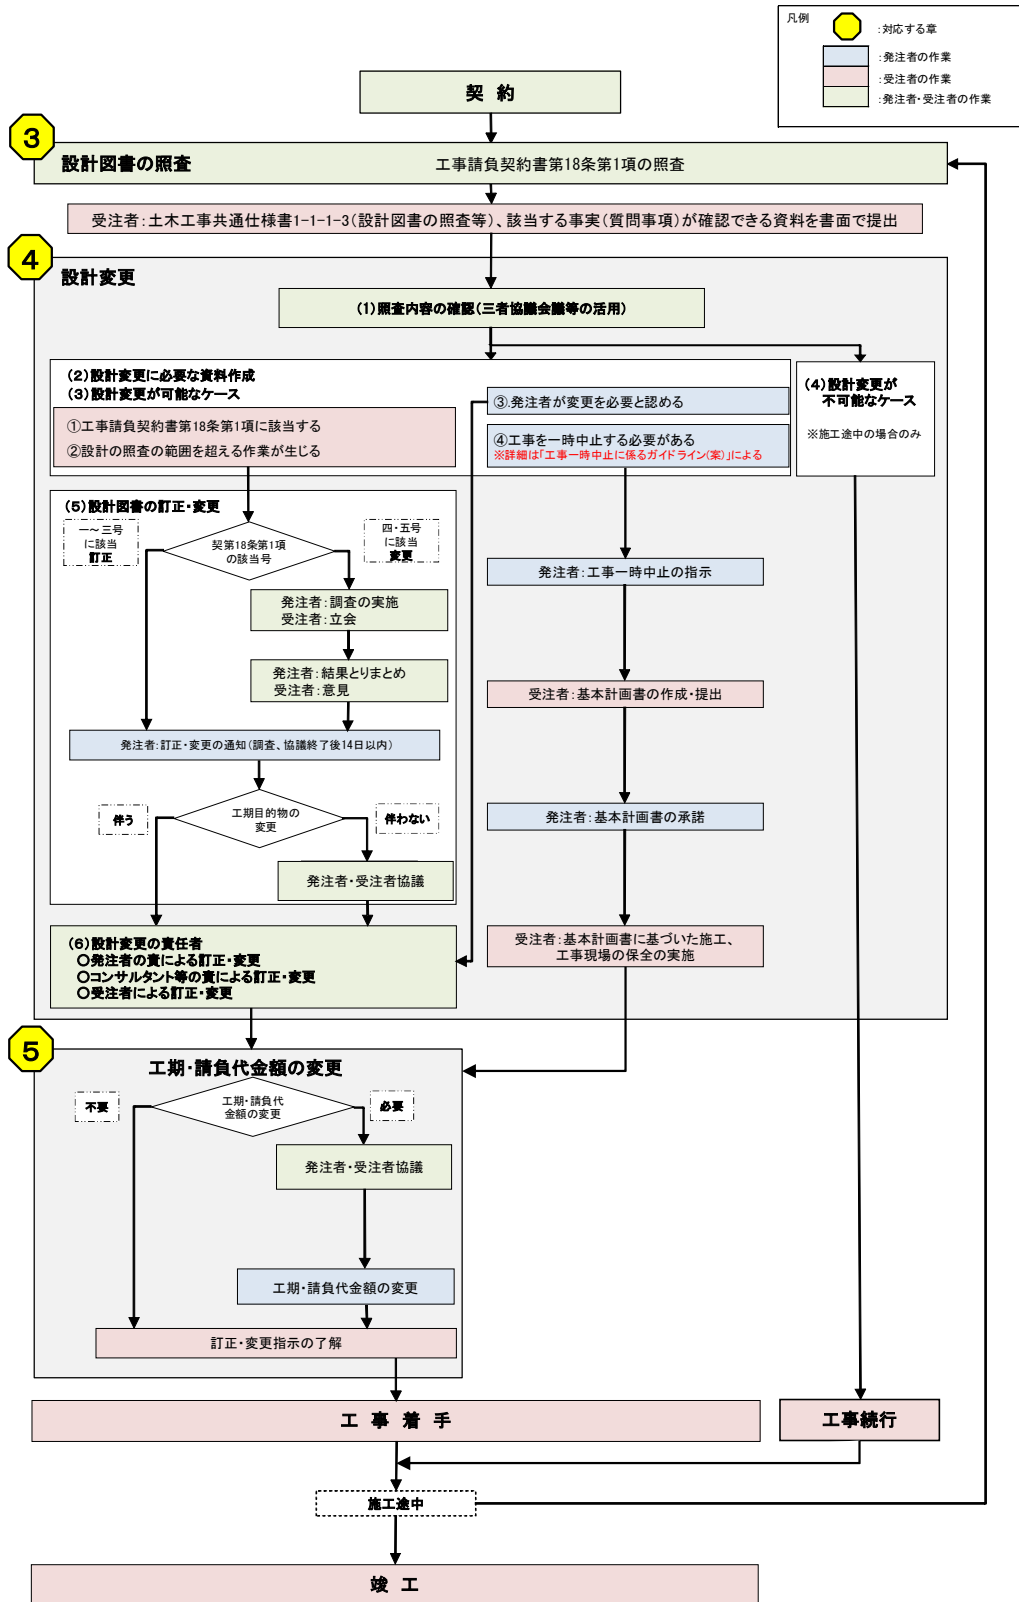 凡例
:対応する章
:発注者の作業
:受注者の作業
:発注者・受注者の作業
契 約
3
設計図書の照査 工事請負契約書第18条第1項の照査
受注者:土木工事共通仕様書1-1-1-3(設計図書の照査等)、該当する事実(質問事項)が確認できる資料を書面で提出
4
設計変更
(1)照査内容の確認(三者協議会議等の活用)
(2)設計変更に必要な資料作成
(3)設計変更が可能なケース
①工事請負契約書第18条第1項に該当する
②設計の照査の範囲を超える作業が生じる
③.発注者が変更を必要と認める
④工事を一時中止する必要がある
※詳細は「工事一時中止に係るガイドライン(案)」による
(4)設計変更が
不可能なケース
※施工途中の場合のみ
(5)設計図書の訂正・変更
一～三号
に該当
訂正
契第18条第1項
の該当号
四・五号
に該当
変更
発注者:調査の実施
受注者:立会
発注者:結果とりまとめ
受注者:意見
発注者:訂正・変更の通知(調査、協議終了後14日以内)
伴う
工期目的物の
変更
伴わない
発注者・受注者協議
発注者:工事一時中止の指示
受注者:基本計画書の作成・提出
発注者:基本計画書の承諾
受注者:基本計画書に基づいた施工、
工事現場の保全の実施
(6)設計変更の責任者
○発注者の責による訂正・変更
○コンサルタント等の責による訂正・変更
○受注者による訂正・変更
5
工期・請負代金額の変更
不要
工期・請負代
金額の変更
必要
発注者・受注者協議
工期・請負代金額の変更
訂正・変更指示の了解
工 事 着 手
工事続行
施工途中
竣 工